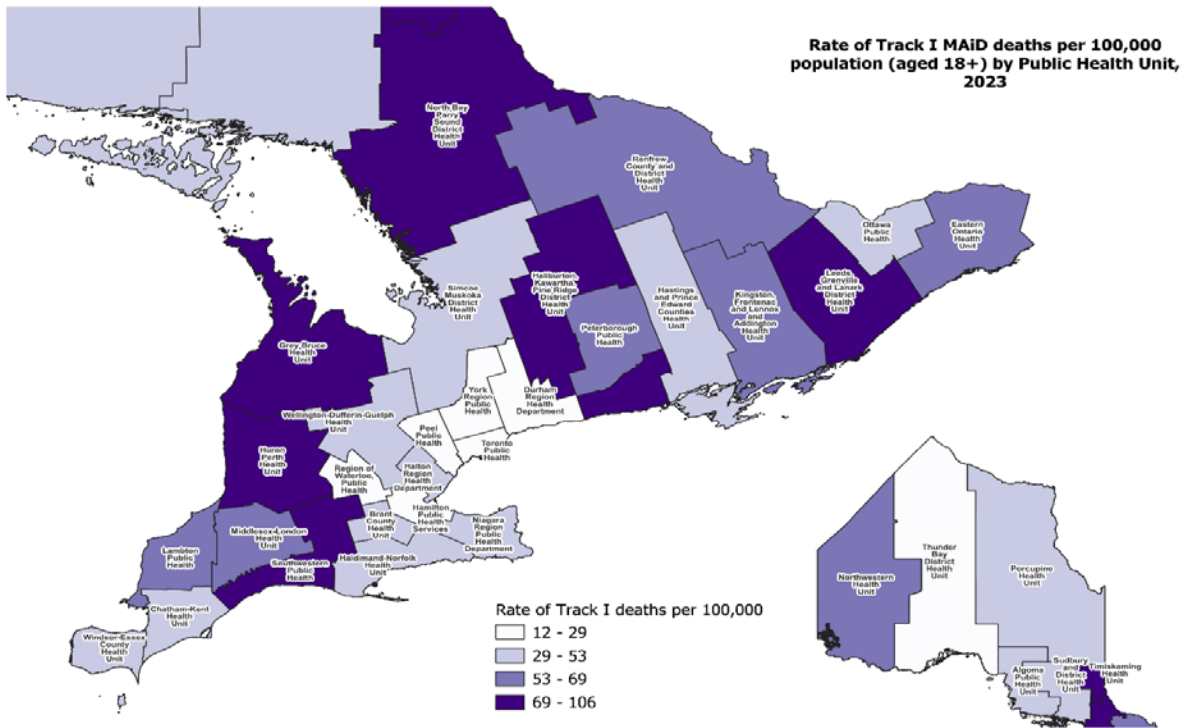 Rate of Track I MAiD deaths per 100,000
population (aged 18+) by Public Health Unit,
2023
North Bay
Parry
Sound
District
Health
Unit
Renfrew
County and
District
Health
Unit
Ottawa
Public
Health
Eastern
Ontario
Health
Unit
Simcoe
Muskoka
District
Health
Unit
Haliburton,
Kawartha,
Pine Ridge
District
Health
Unit
Hastings
and Prince
Edward
Counties
Health
Unit
Kingston,
Frontenac
and Lennox
and
Addington
Health
Unit
Leeds,
Grenville
and Lanark
District
Health
Unit
Peterborough
Public
Health
Grey Bruce
Health
Unit
York
Region
Public
Health
Durham
Region
Health
Department
Wellington-Dufferin-Guelph
Health
Unit
Peel
Public
Health
Toronto
Public
Health
Huron
Perth
Health
Unit
Region of
Waterloo,
Public
Health
Halton
Region
Health
Department
Hamilton
Public
Health
Services
Brant
County
Health
Unit
Niagara
Region
Public
Health
Department
Middlesex-London
Health
Unit
Lambton
Public
Health
Southwestern
Public
Health
Haldimand-Norfolk
Health
Unit
Chatham-Kent
Health
Unit
Windsor-Essex
County
Health
Unit
Rate of Track I deaths per 100,000
12 - 29
29 - 53
53 - 69
69 - 106
Northwestern
Health
Unit
Thunder
Bay
District
Health
Unit
Porcupine
Health
Unit
Algoma
Public
Health
Unit
Sudbury
and
District
Health
Unit
Timiskaming
Health
Unit